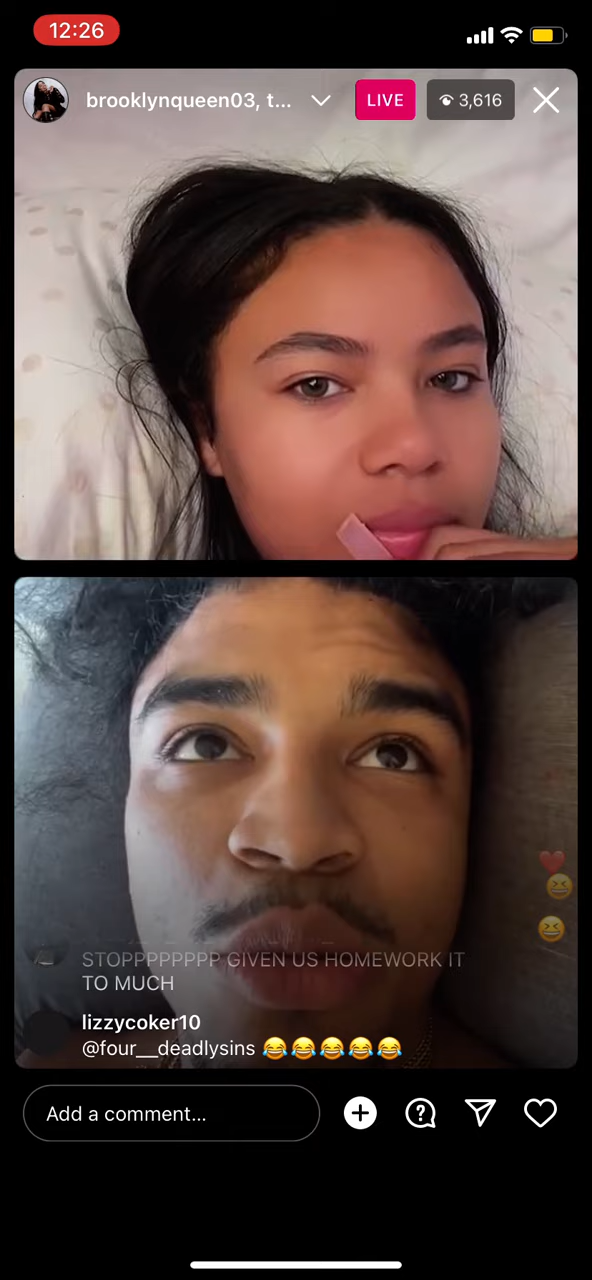 12:26
brooklynqueen03, t...
LIVE
3,616
STOPPPPPPPP GIVEN US HOMEWORK IT
TO MUCH
lizzycoker10
@four__deadlysins 😂😂😂😂😂
Add a comment...